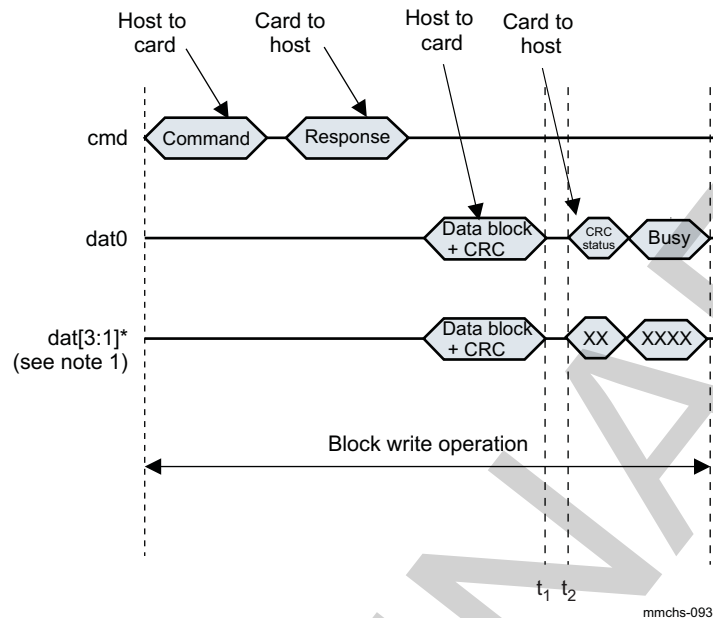 Host to
card
Card to
host
Host to
card
Card to
host
cmd
Command
Response
dat0
Data block
+ CRC
CRC
status
Busy
dat[3:1]*
(see note 1)
Data block
+ CRC
XX
XXXX
Block write operation
t1 t2
mmchs-093